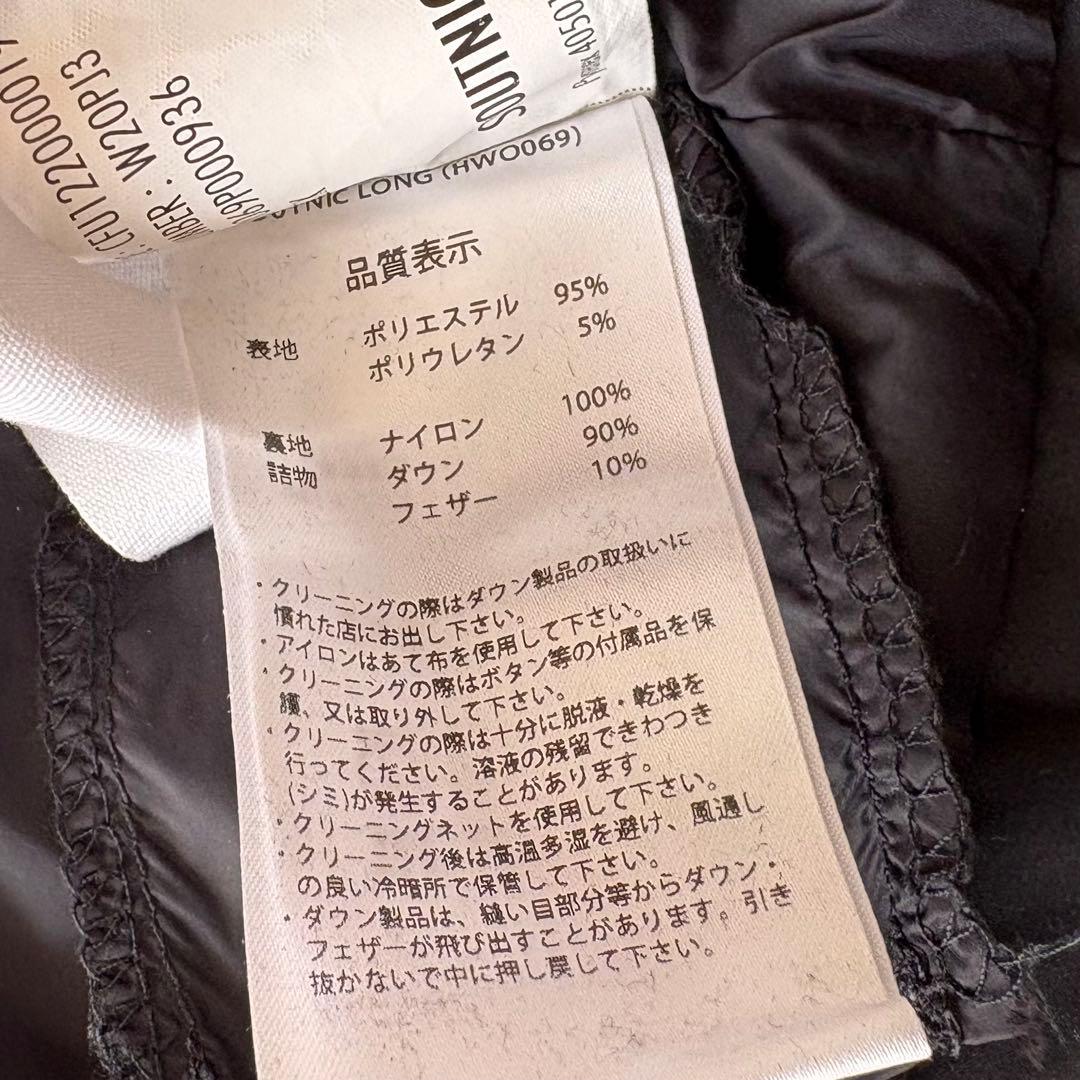 SOUTNIC
W20PJ3
LONG (HWO069)
品質表示
表地 ポリエステル 95%
ポリウレタン 5%
裏地 ナイロン 100%
詰物 ダウン 90%
フェザー 10%
・クリーニングの際はダウン製品の取扱いに
慣れた店にお出し下さい。
・アイロンはあて布を使用して下さい。
・クリーニングの際はボタン等の付属品を保
護、又は取り外して下さい。
・クリーニングの際は十分に脱液・乾燥を
行ってください。溶液の残留できわつき
(シミ)が発生することがあります。
・クリーニングネットを使用して下さい。
・クリーニング後は高温多湿を避け、風通し
の良い冷暗所で保管して下さい。
・ダウン製品は、縫い目部分等からダウン・
フェザーが飛び出すことがあります。引き
抜かないで中に押し戻して下さい。